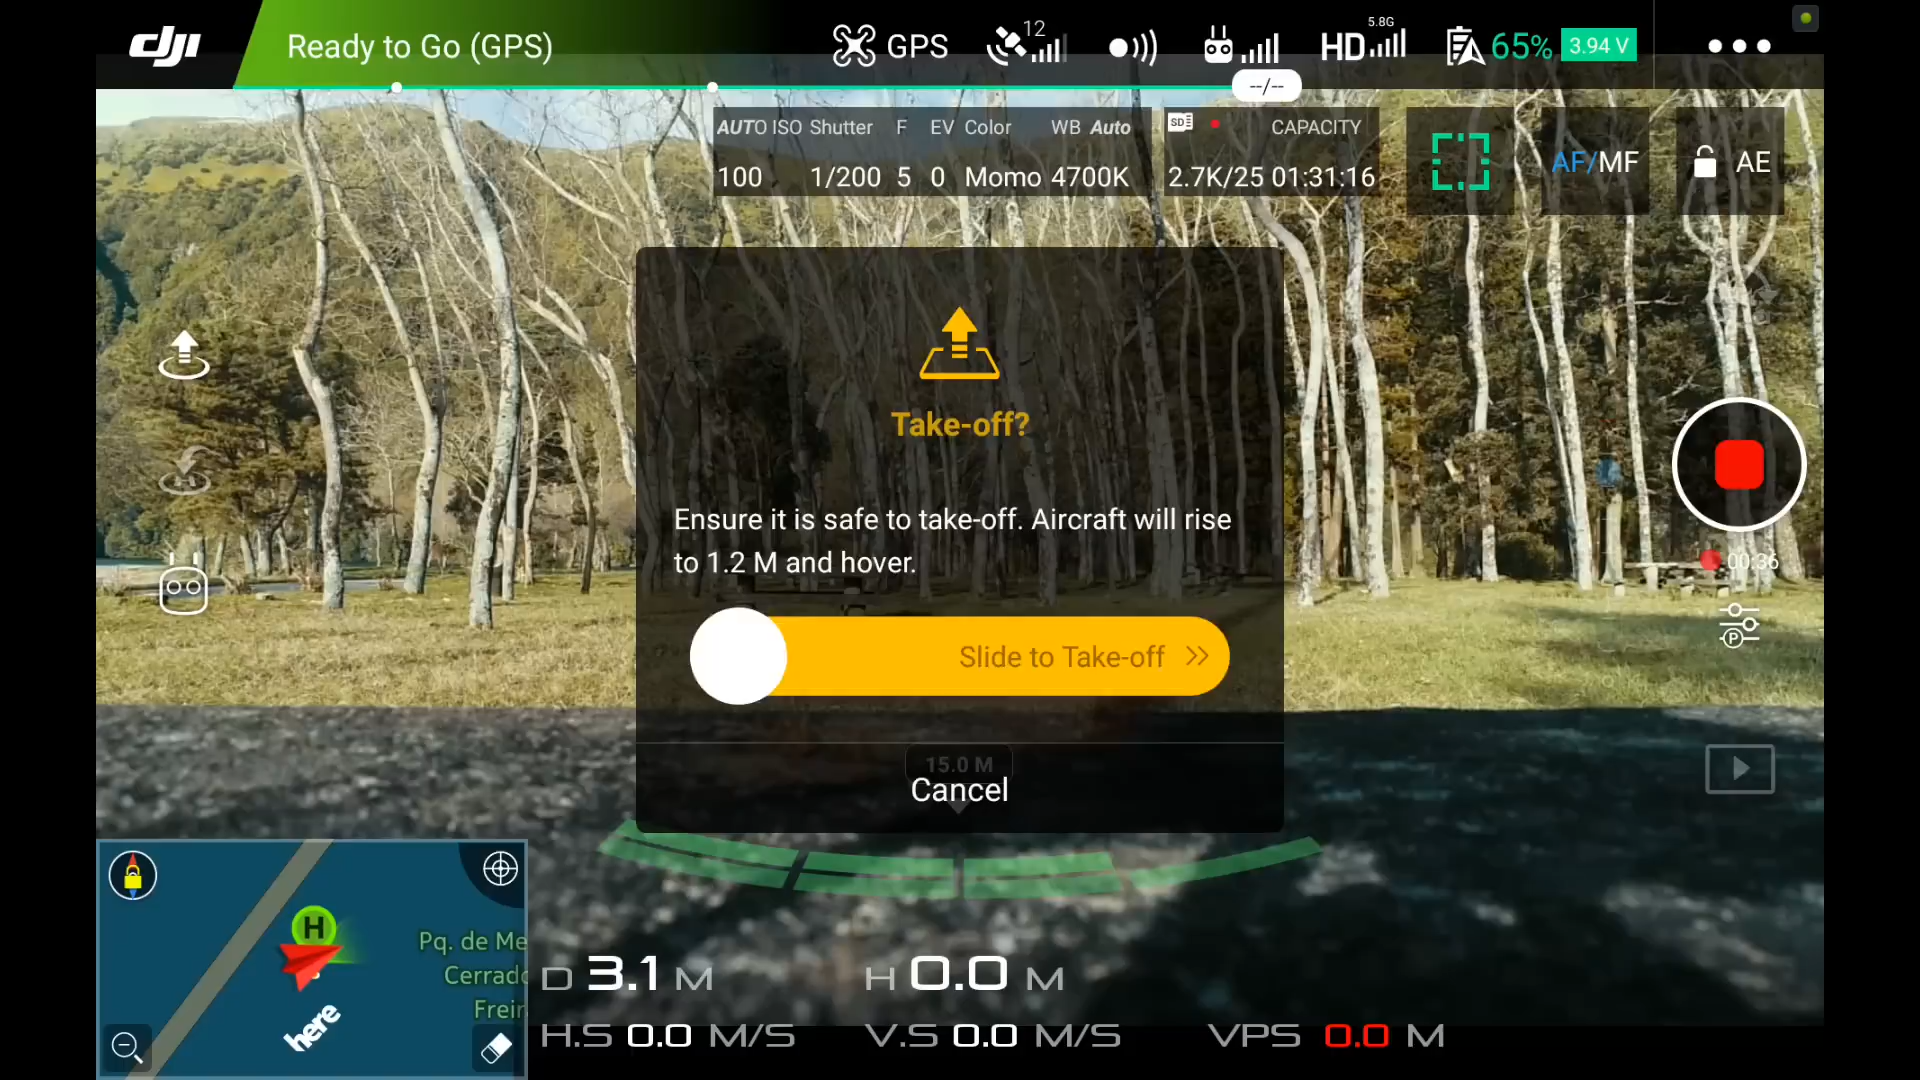 dji
Ready to Go (GPS)
GPS
12
5.8G
HD
65%
3.94 V
--/--
AUTO ISO Shutter F EV Color WB Auto
100 1/200 5 0 Momo 4700K
SD CAPACITY
2.7K/25 01:31:16
AF/MF
AE
Take-off?
Ensure it is safe to take-off. Aircraft will rise
to 1.2 M and hover.
Slide to Take-off
15.0 M
Cancel
00:36
P
H
Pq. de Me
Cerrado
Freir
here
D 3.1 M
H 0.0 M
H.S 0.0 M/S
V.S 0.0 M/S
VPS 0.0 M